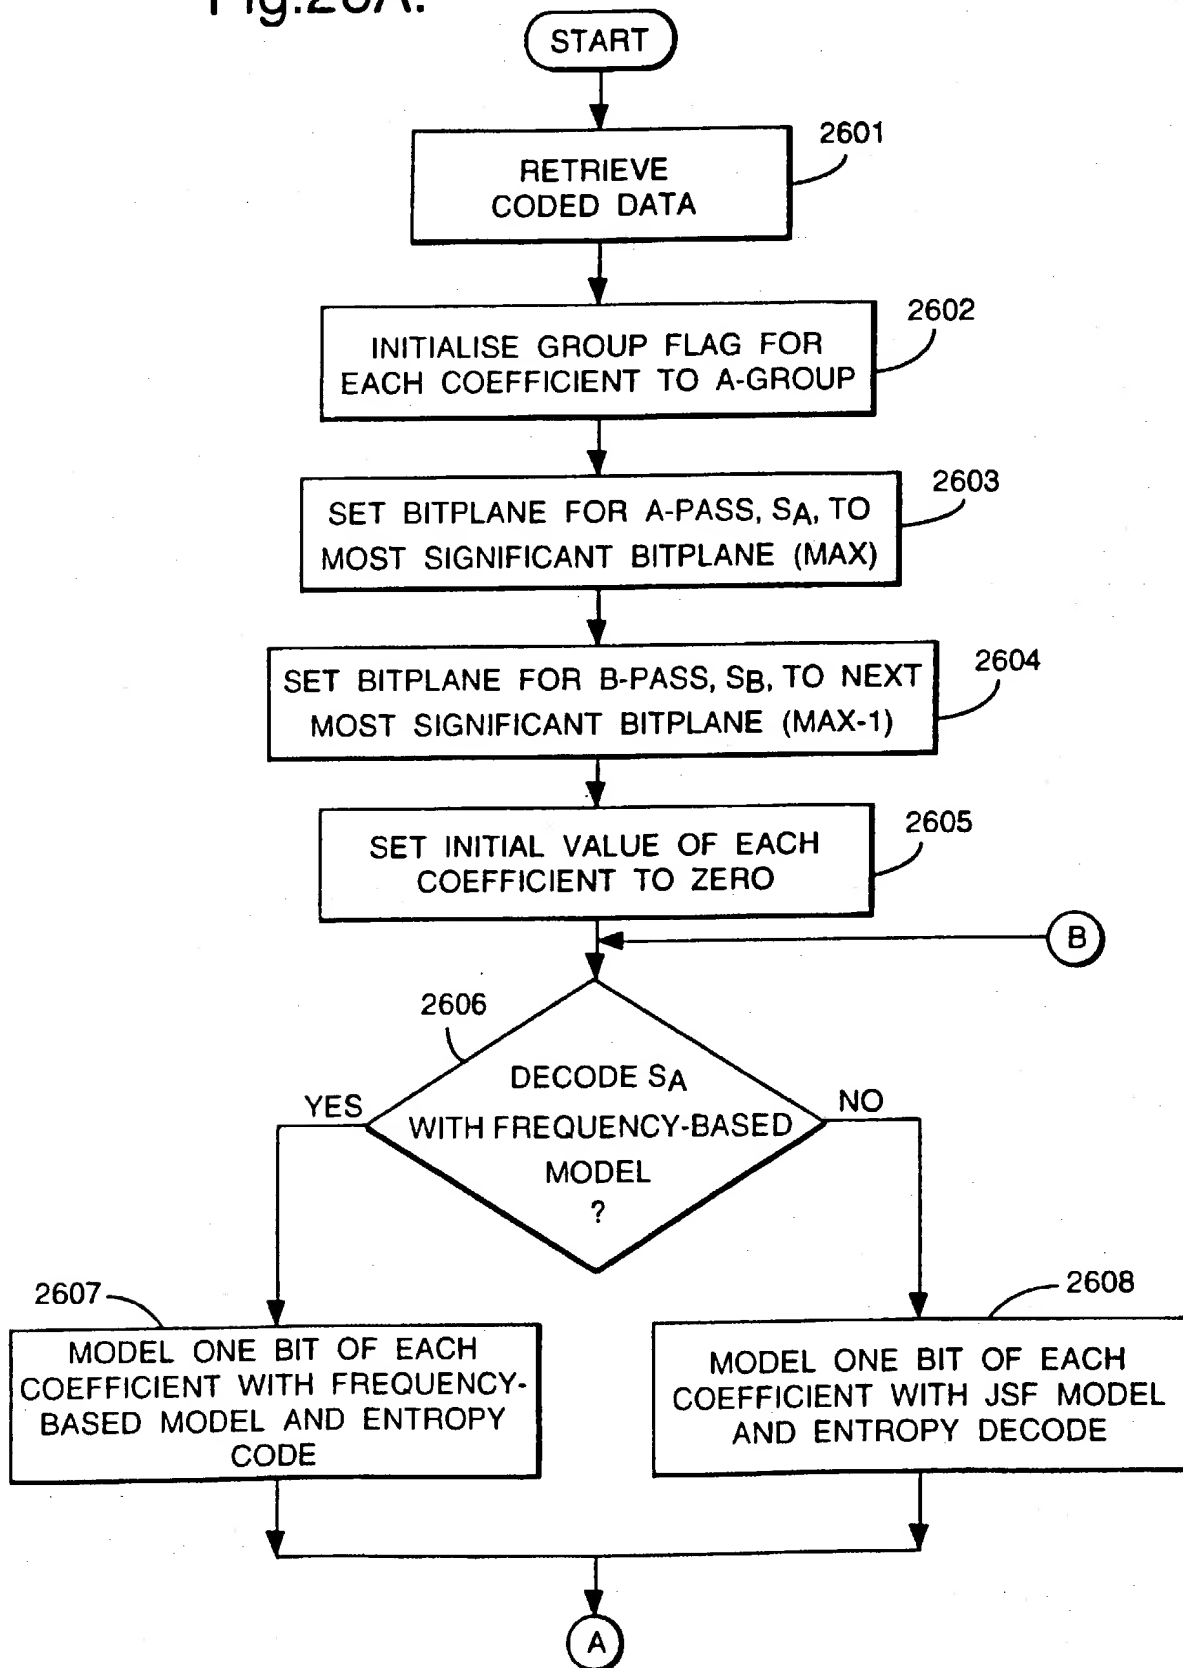 START
2601
RETRIEVE
CODED DATA
2602
INITIALISE GROUP FLAG FOR
EACH COEFFICIENT TO A-GROUP
2603
SET BITPLANE FOR A-PASS, SA, TO
MOST SIGNIFICANT BITPLANE (MAX)
2604
SET BITPLANE FOR B-PASS, SB, TO NEXT
MOST SIGNIFICANT BITPLANE (MAX-1)
2605
SET INITIAL VALUE OF EACH
COEFFICIENT TO ZERO
B
2606
DECODE SA
WITH FREQUENCY-BASED
MODEL
?
YES
NO
2607
MODEL ONE BIT OF EACH
COEFFICIENT WITH FREQUENCY-
BASED MODEL AND ENTROPY
CODE
2608
MODEL ONE BIT OF EACH
COEFFICIENT WITH JSF MODEL
AND ENTROPY DECODE
A